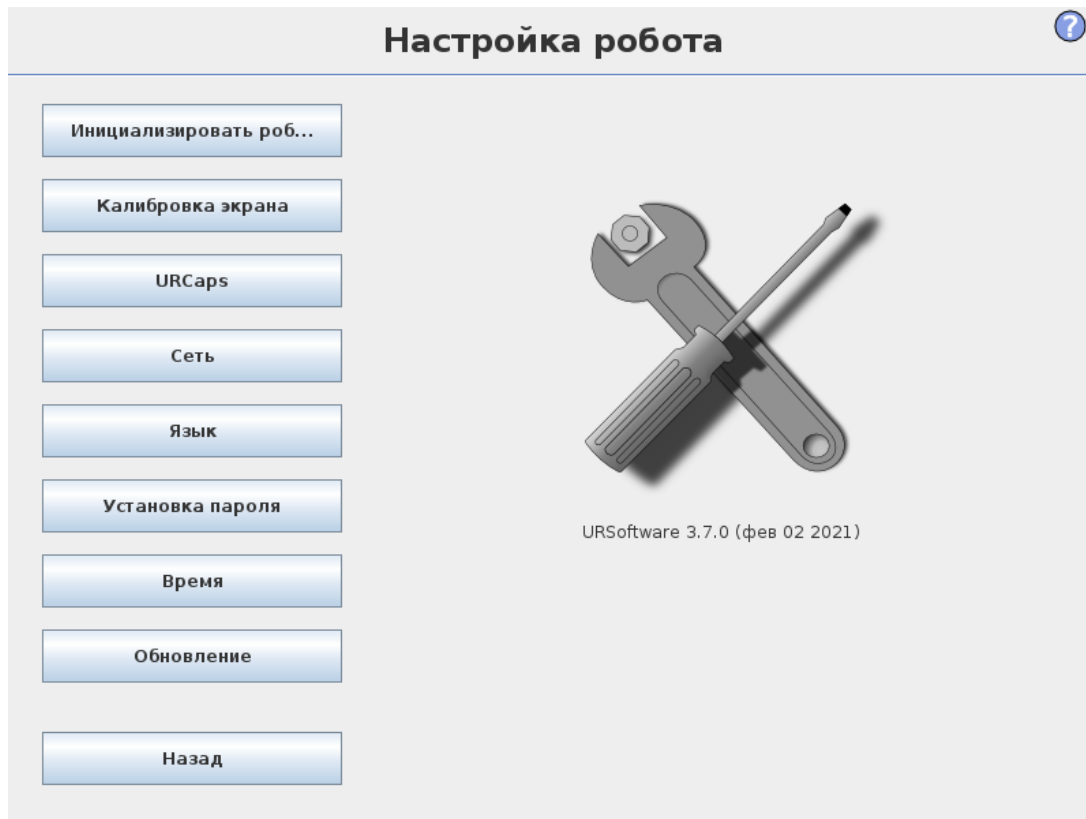 Настройка робота
?
Инициализировать роб...
Калибровка экрана
URCaps
Сеть
Язык
Установка пароля
Время
Обновление
Назад
URSoftware 3.7.0 (фев 02 2021)